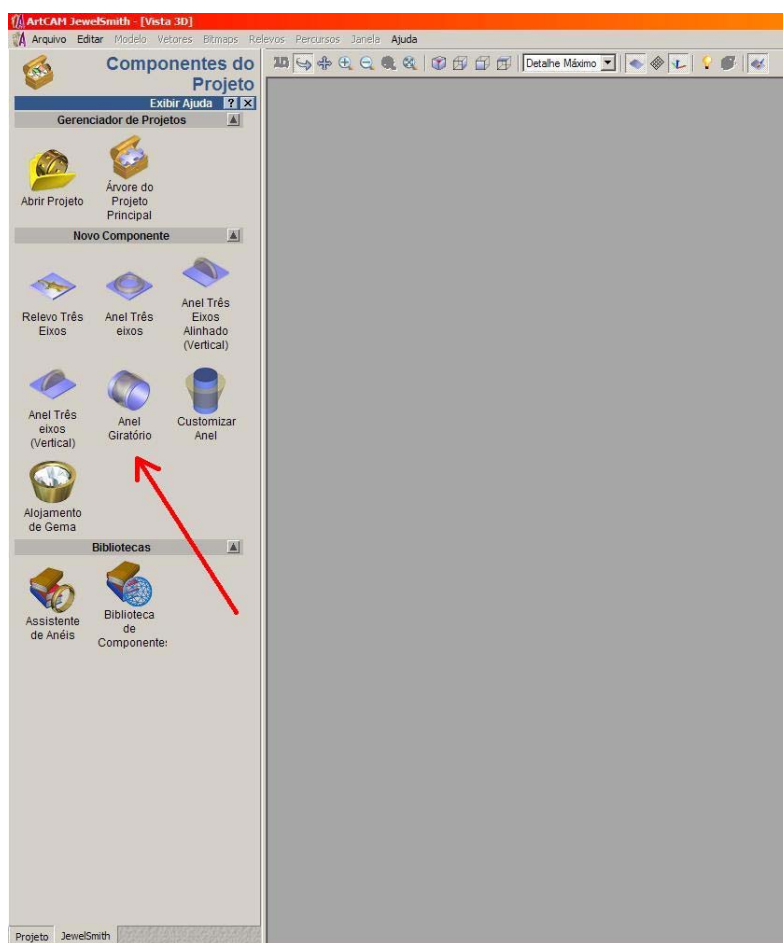 ArtCAM JewelSmith - [Vista 3D]
Arquivo Editar Modelo Vetores Bitmaps Relevos Percursos Janela Ajuda
Componentes do
Projeto
Exibir Ajuda ? X
2D
Detalhe Máximo
Gerenciador de Projetos
Abrir Projeto
Árvore do
Projeto
Principal
Novo Componente
Relevo Três
Eixos
Anel Três
eixos
Anel Três
Eixos
Alinhado
(Vertical)
Anel Três
eixos
(Vertical)
Anel
Giratório
Customizar
Anel
Alojamento
de Gema
Bibliotecas
Assistente
de Anéis
Biblioteca
de
Componente:
Projeto JewelSmith